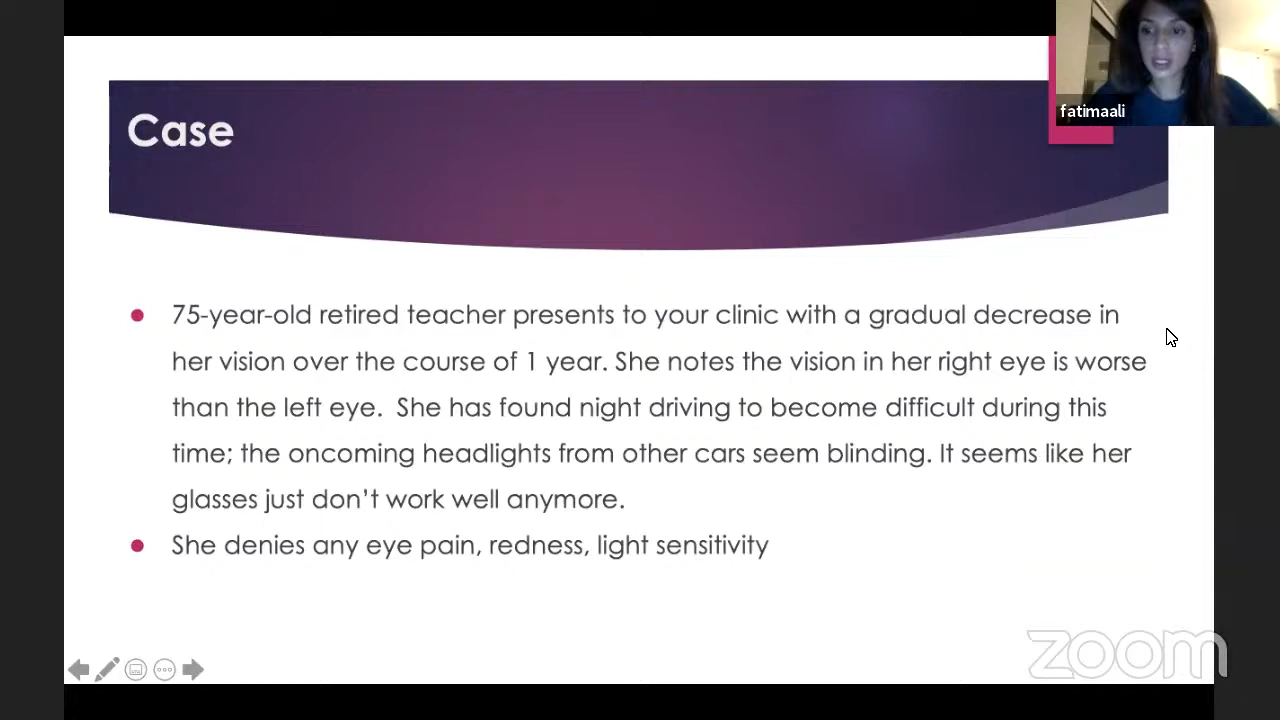 fatimaali
Case
75-year-old retired teacher presents to your clinic with a gradual decrease in
her vision over the course of 1 year. She notes the vision in her right eye is worse
than the left eye.  She has found night driving to become difficult during this
time; the oncoming headlights from other cars seem blinding. It seems like her
glasses just don’t work well anymore.
She denies any eye pain, redness, light sensitivity
zoom